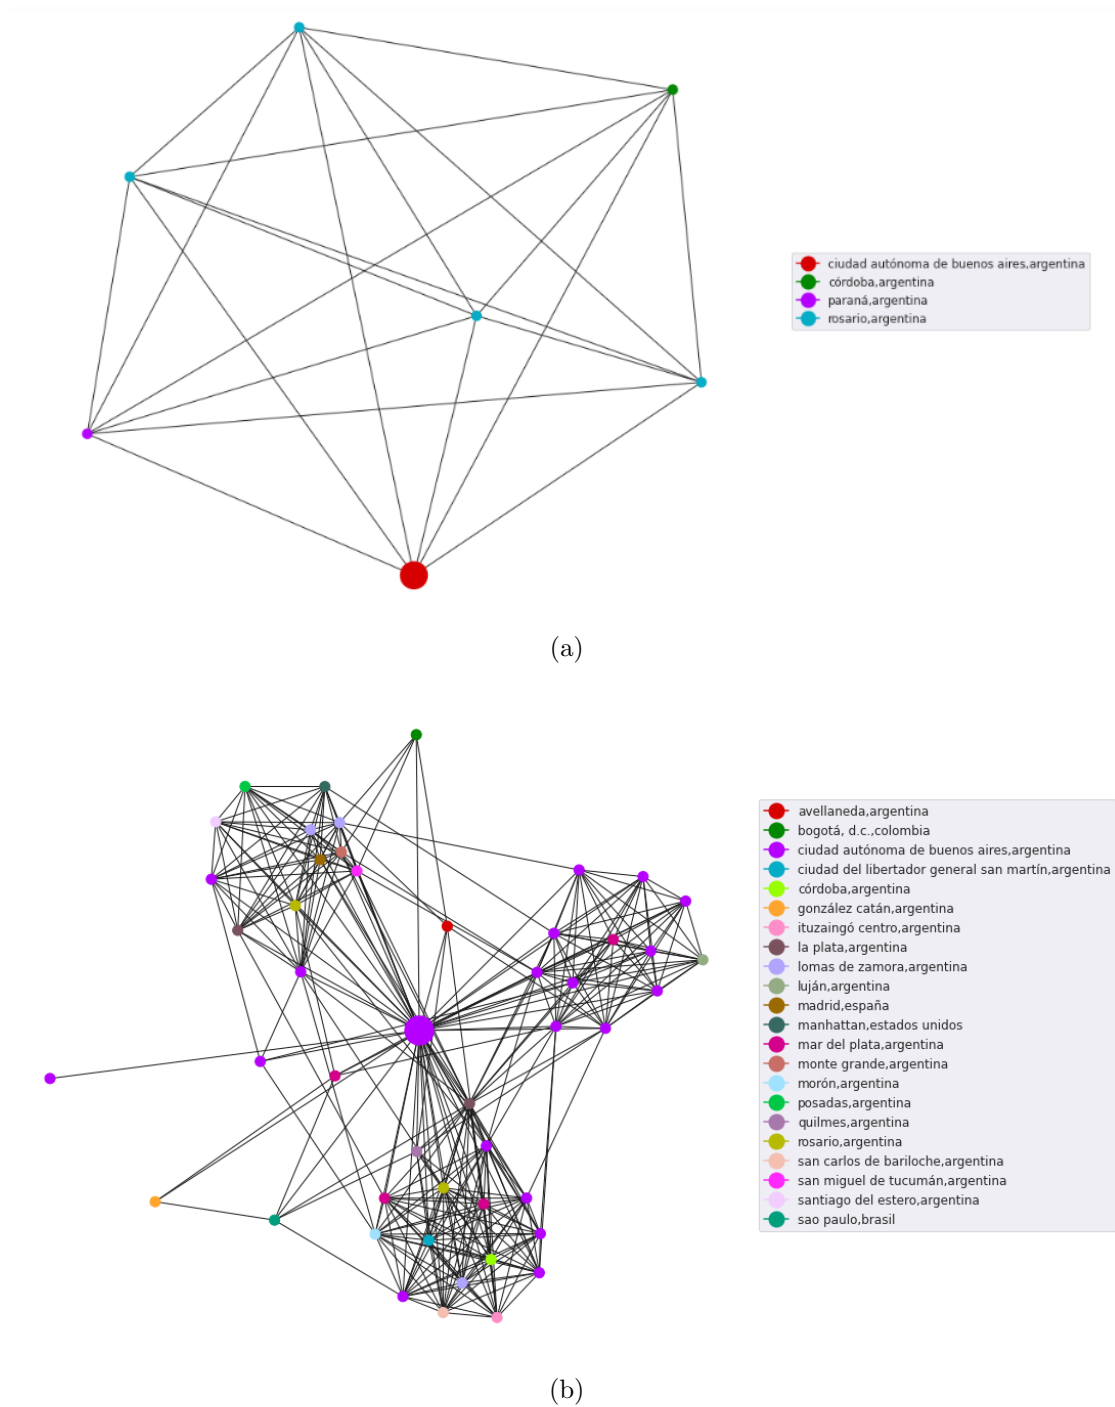 ciudad autónoma de buenos aires,argentina
córdoba,argentina
paraná,argentina
rosario,argentina
(a)
avellaneda,argentina
bogotá, d.c.,colombia
ciudad autónoma de buenos aires,argentina
ciudad del libertador general san martín,argentina
córdoba,argentina
gonzález catán,argentina
ituzaingó centro,argentina
la plata,argentina
lomas de zamora,argentina
luján,argentina
madrid,españa
manhattan,estados unidos
mar del plata,argentina
monte grande,argentina
morón,argentina
posadas,argentina
quilmes,argentina
rosario,argentina
san carlos de bariloche,argentina
san miguel de tucumán,argentina
santiago del estero,argentina
sao paulo,brasil
(b)